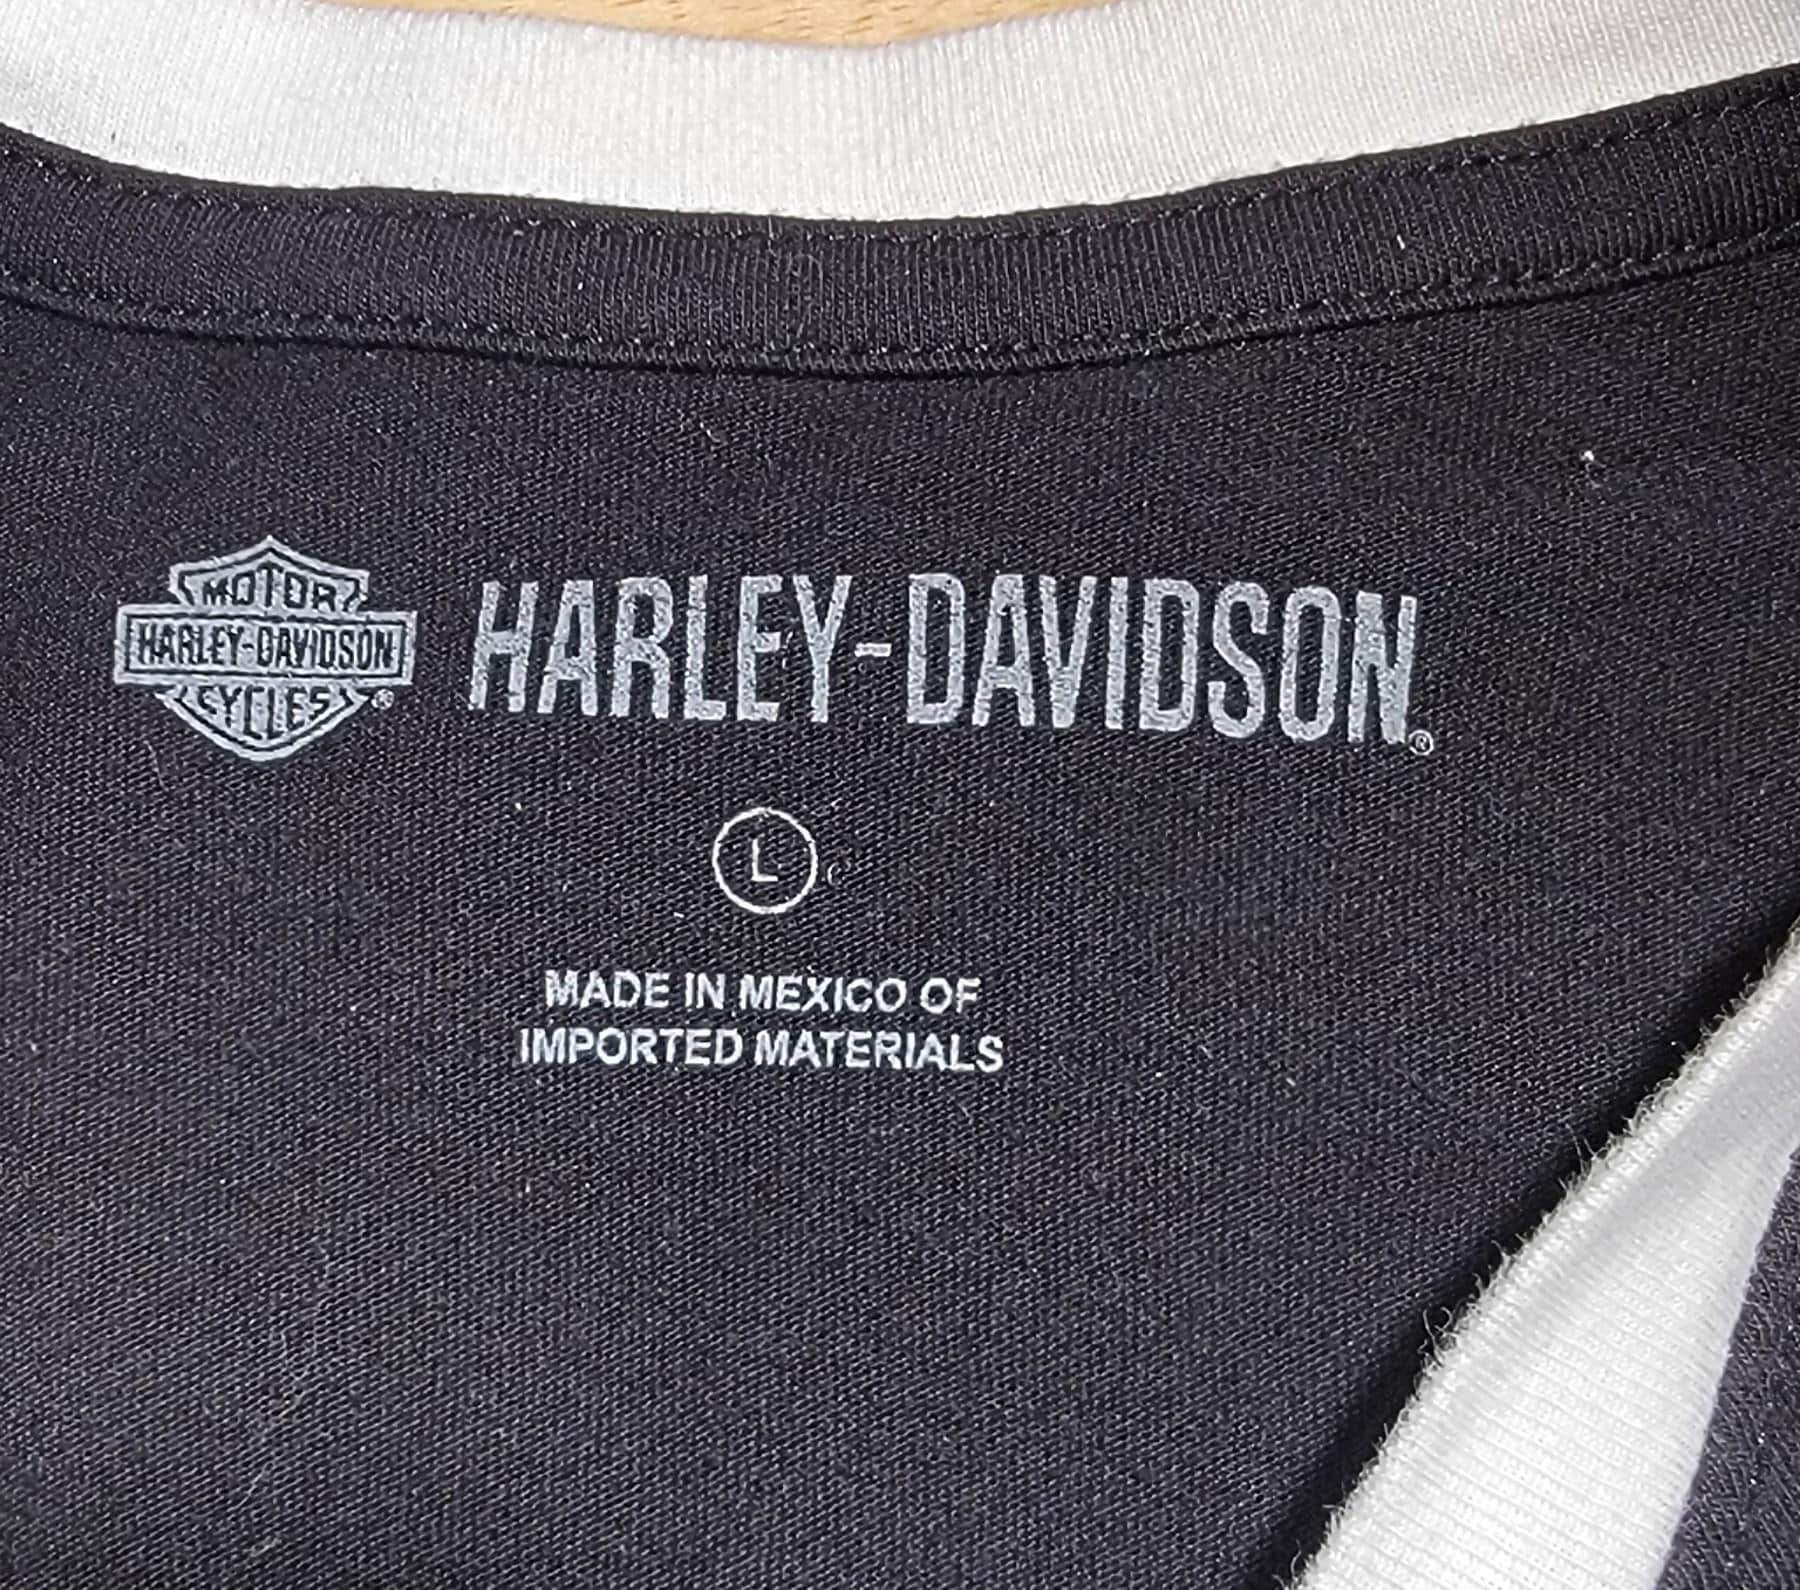 MOTOR
HARLEY-DAVIDSON
CYCLES®
HARLEY-DAVIDSON®
L
MADE IN MEXICO OF
IMPORTED MATERIALS